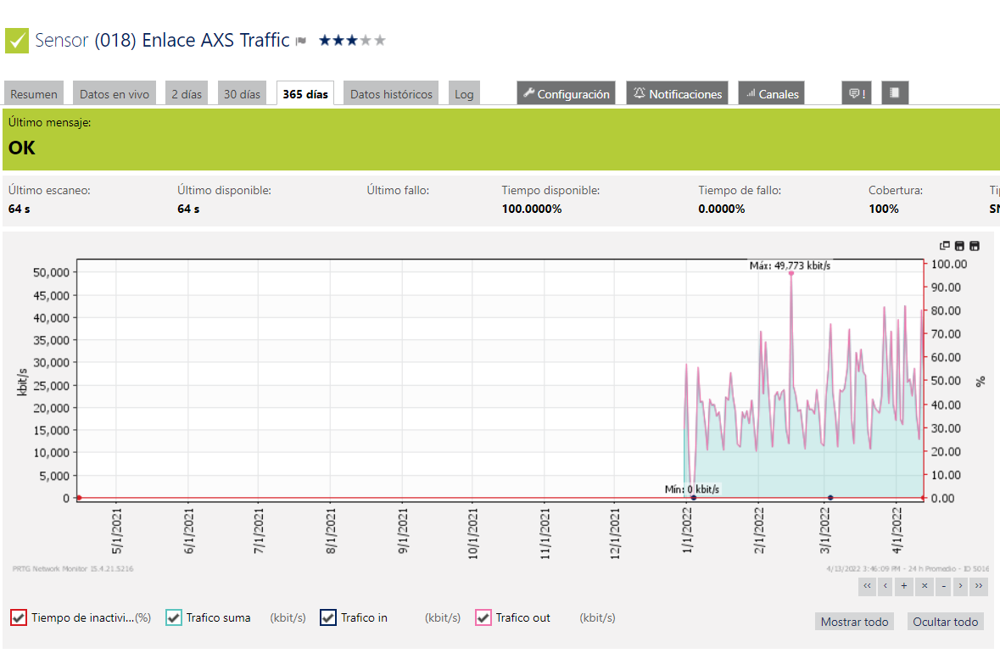 Sensor (018) Enlace AXS Traffic
Resumen Datos en vivo 2 días 30 días 365 días Datos históricos Log Configuración Notificaciones Canales !
Último mensaje:
OK
Último escaneo: Último disponible: Último fallo: Tiempo disponible: Tiempo de fallo: Cobertura:
64 s 64 s 100.0000% 0.0000% 100%
Máx: 49,773 kbit/s
50,000
45,000
40,000
35,000
30,000
25,000
20,000
15,000
10,000
5,000
0
kbit/s
100.00
90.00
80.00
70.00
60.00
50.00
40.00
30.00
20.00
10.00
0.00
%
Mín: 0 kbit/s
5/1/2021 6/1/2021 7/1/2021 8/1/2021 9/1/2021 10/1/2021 11/1/2021 12/1/2021 1/1/2022 2/1/2022 3/1/2022 4/1/2022
PRTG Network Monitor 15.4.21.5216 4/13/2022 3:46:09 PM - 24 h Promedio - ID 5016
<< < + × - > >>
Tiempo de inactivi...(%) Trafico suma (kbit/s) Trafico in (kbit/s) Trafico out (kbit/s)
Mostrar todo Ocultar todo